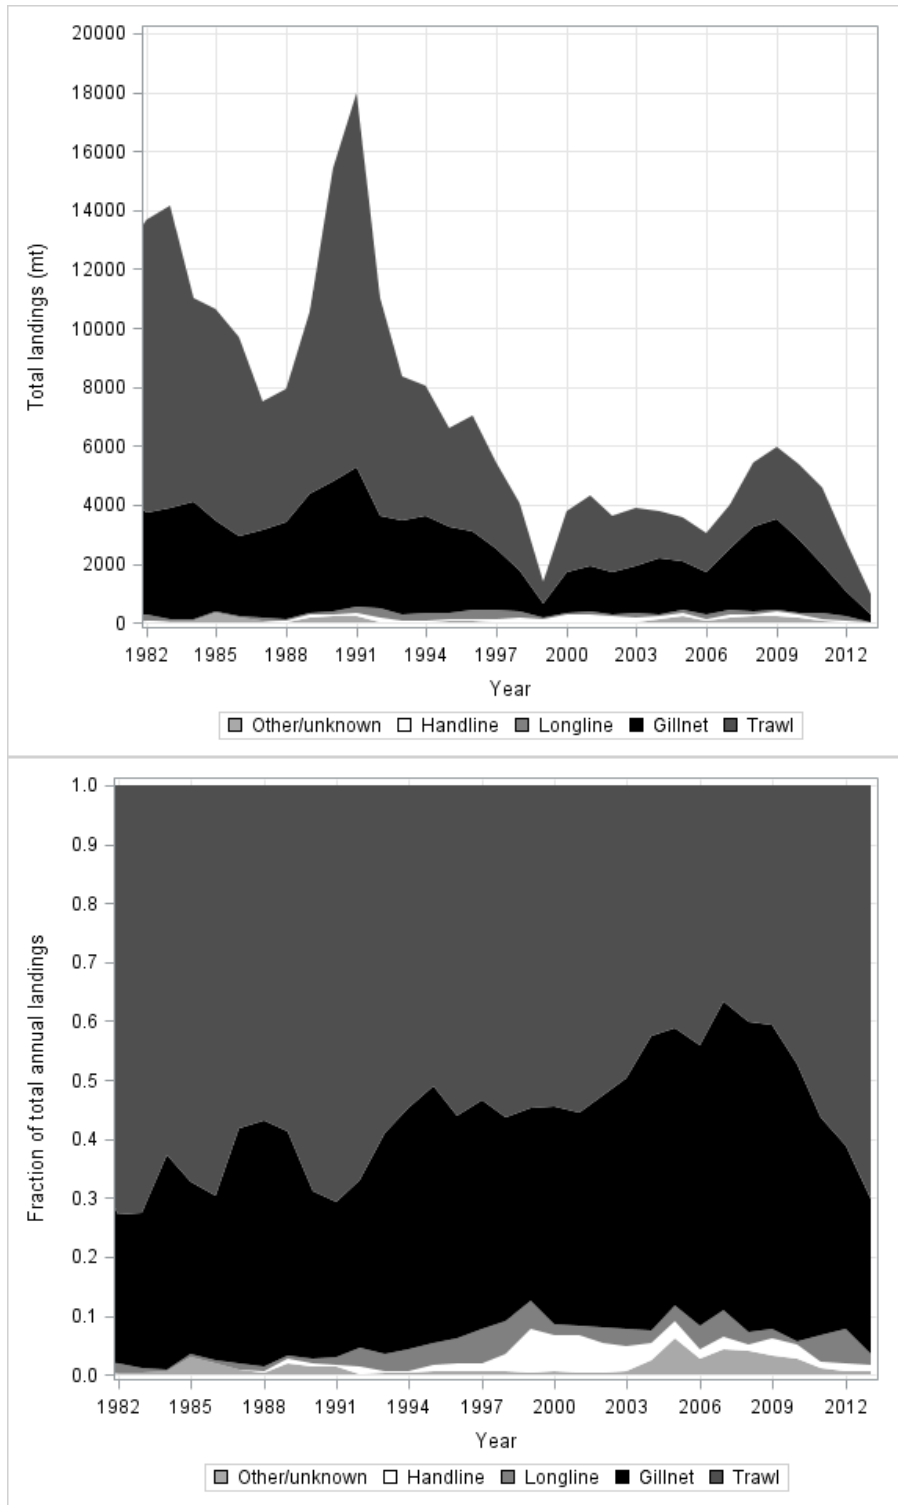 20000
18000
16000
14000
12000
10000
8000
6000
4000
2000
0
Total landings (mt)
1982 1985 1988 1991 1994 1997 2000 2003 2006 2009 2012
Year
Other/unknown Handline Longline Gillnet Trawl
1.0
0.9
0.8
0.7
0.6
0.5
0.4
0.3
0.2
0.1
0.0
Fraction of total annual landings
1982 1985 1988 1991 1994 1997 2000 2003 2006 2009 2012
Year
Other/unknown Handline Longline Gillnet Trawl